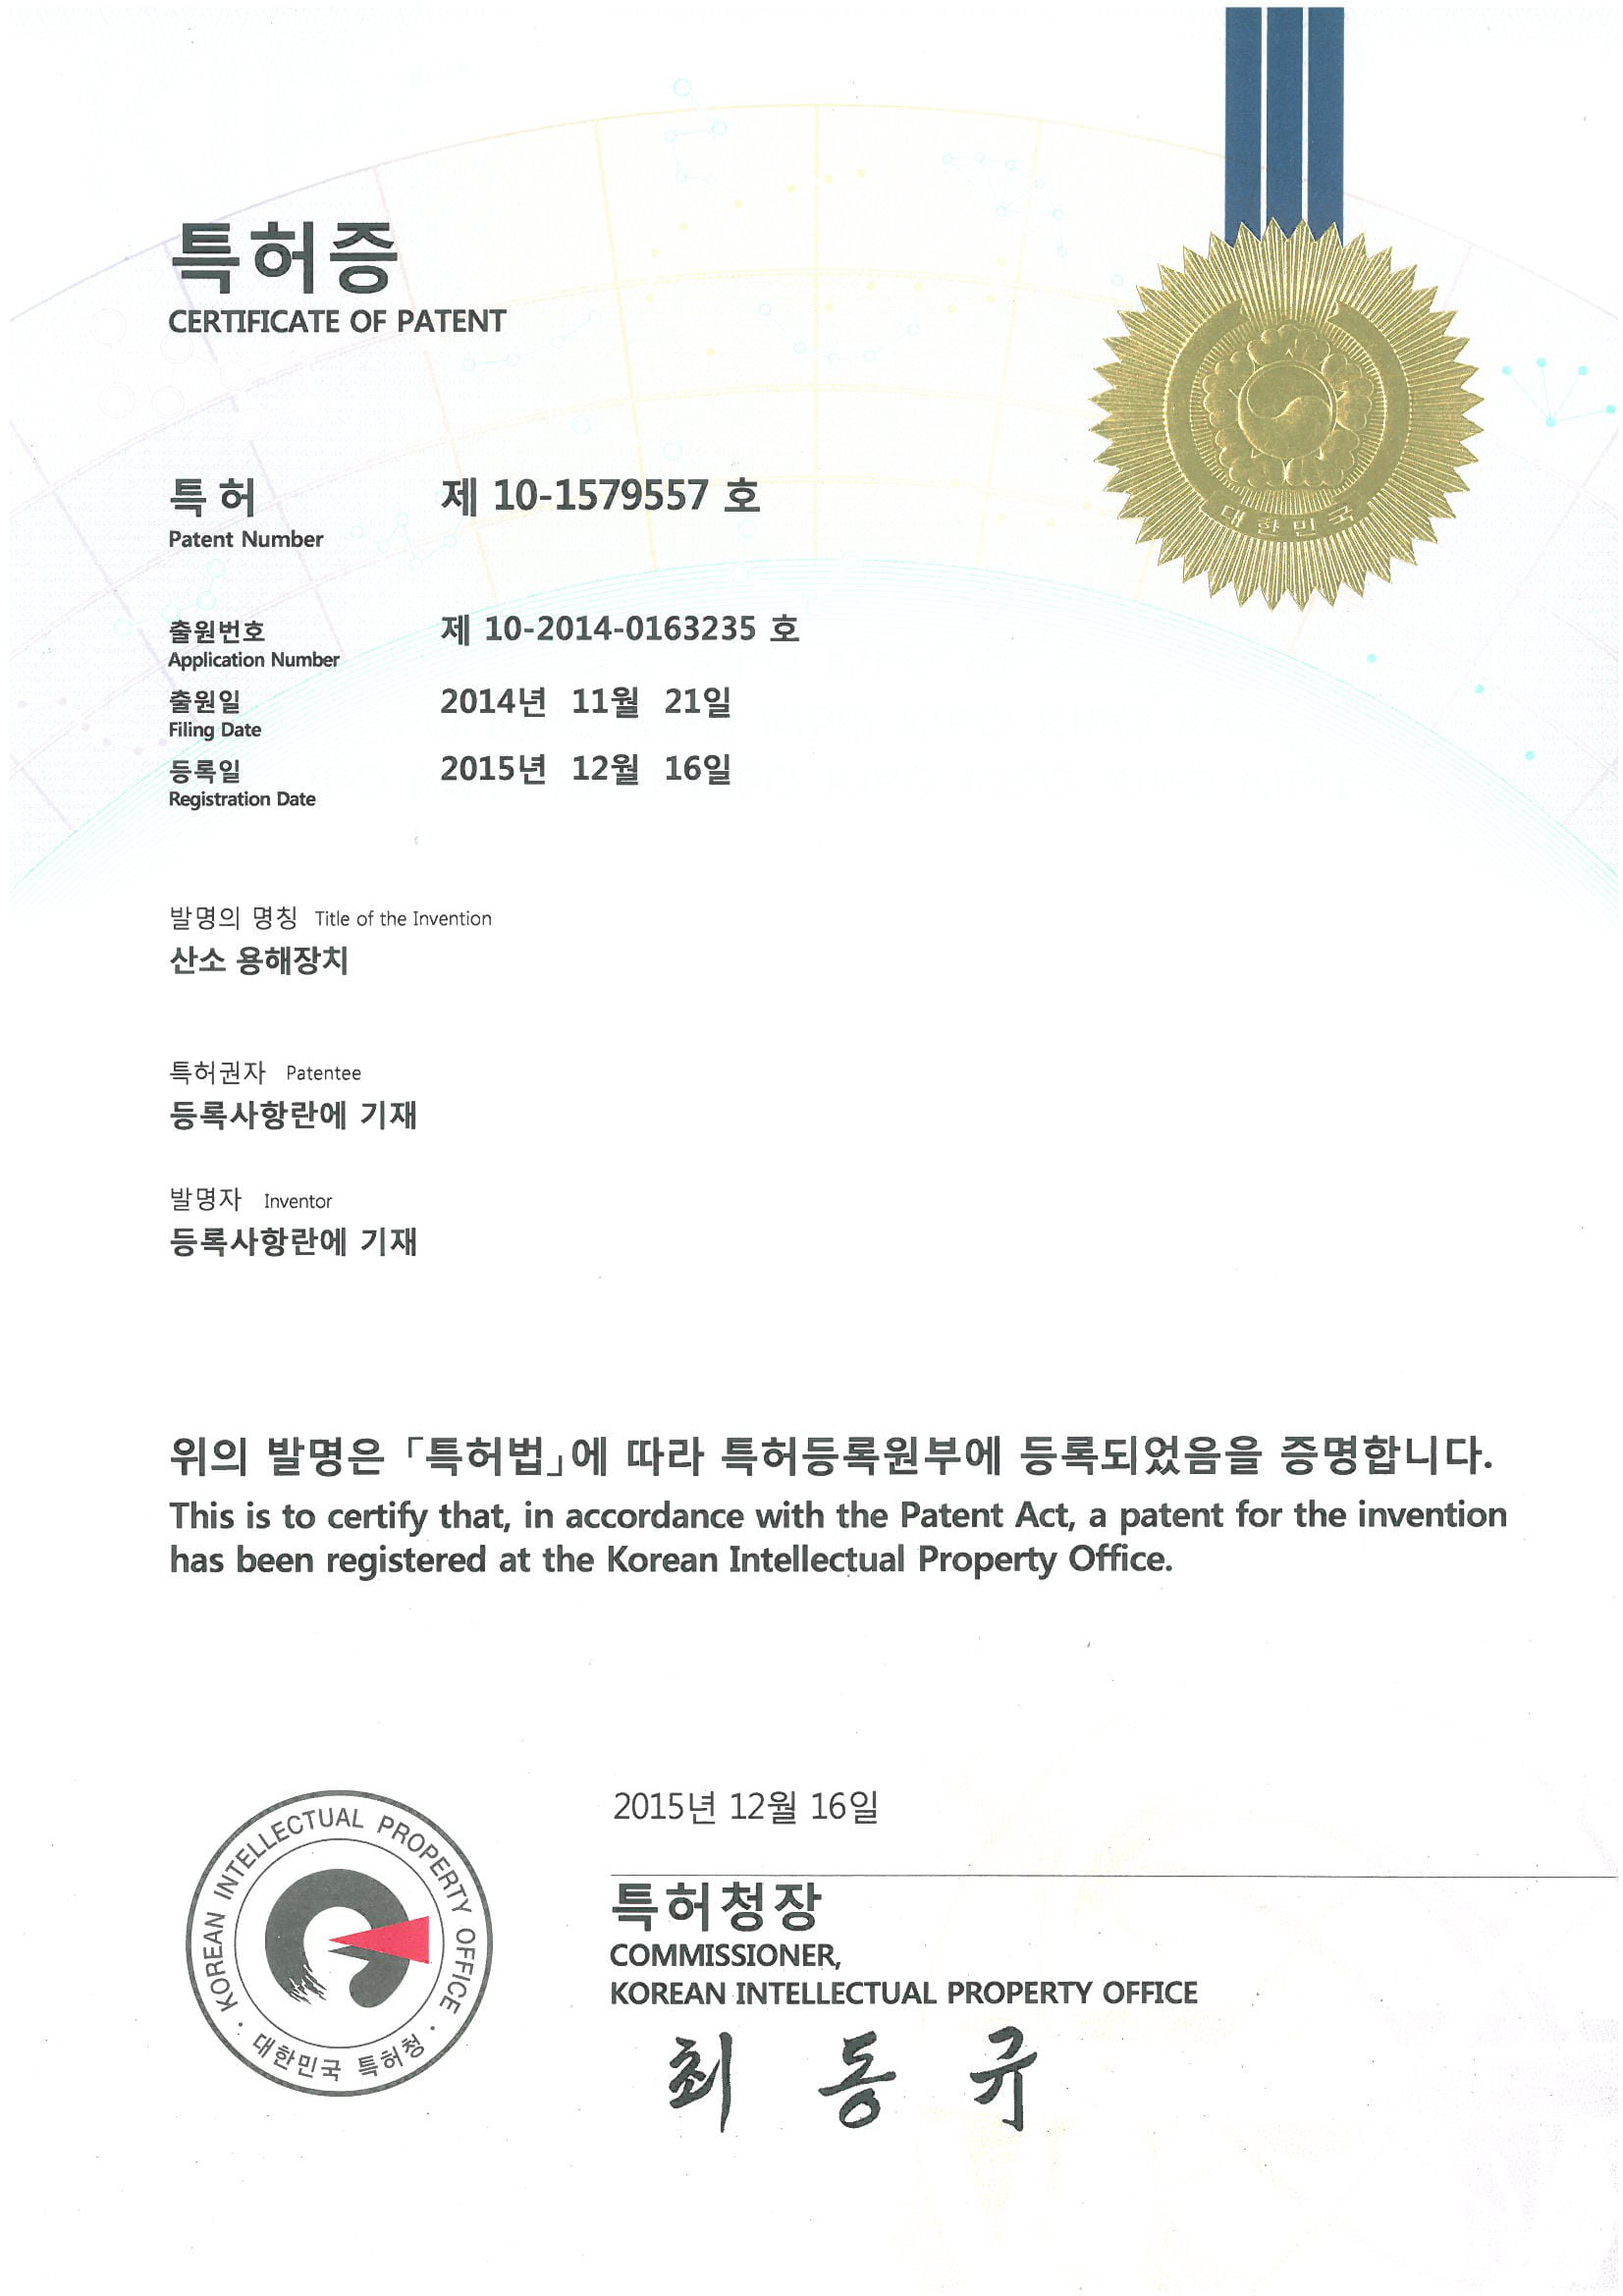 특허증
CERTIFICATE OF PATENT
대한민국
특허 제 10-1579557 호
Patent Number
출원번호 제 10-2014-0163235 호
Application Number
출원일 2014년 11월 21일
Filing Date
등록일 2015년 12월 16일
Registration Date
발명의 명칭 Title of the Invention
산소 용해장치
특허권자 Patentee
등록사항란에 기재
발명자 Inventor
등록사항란에 기재
위의 발명은 「특허법」에 따라 특허등록원부에 등록되었음을 증명합니다.
This is to certify that, in accordance with the Patent Act, a patent for the invention
has been registered at the Korean Intellectual Property Office.
2015년 12월 16일
특허청장
COMMISSIONER,
KOREAN INTELLECTUAL PROPERTY OFFICE
최동규
KOREAN INTELLECTUAL PROPERTY OFFICE
대한민국 특허청